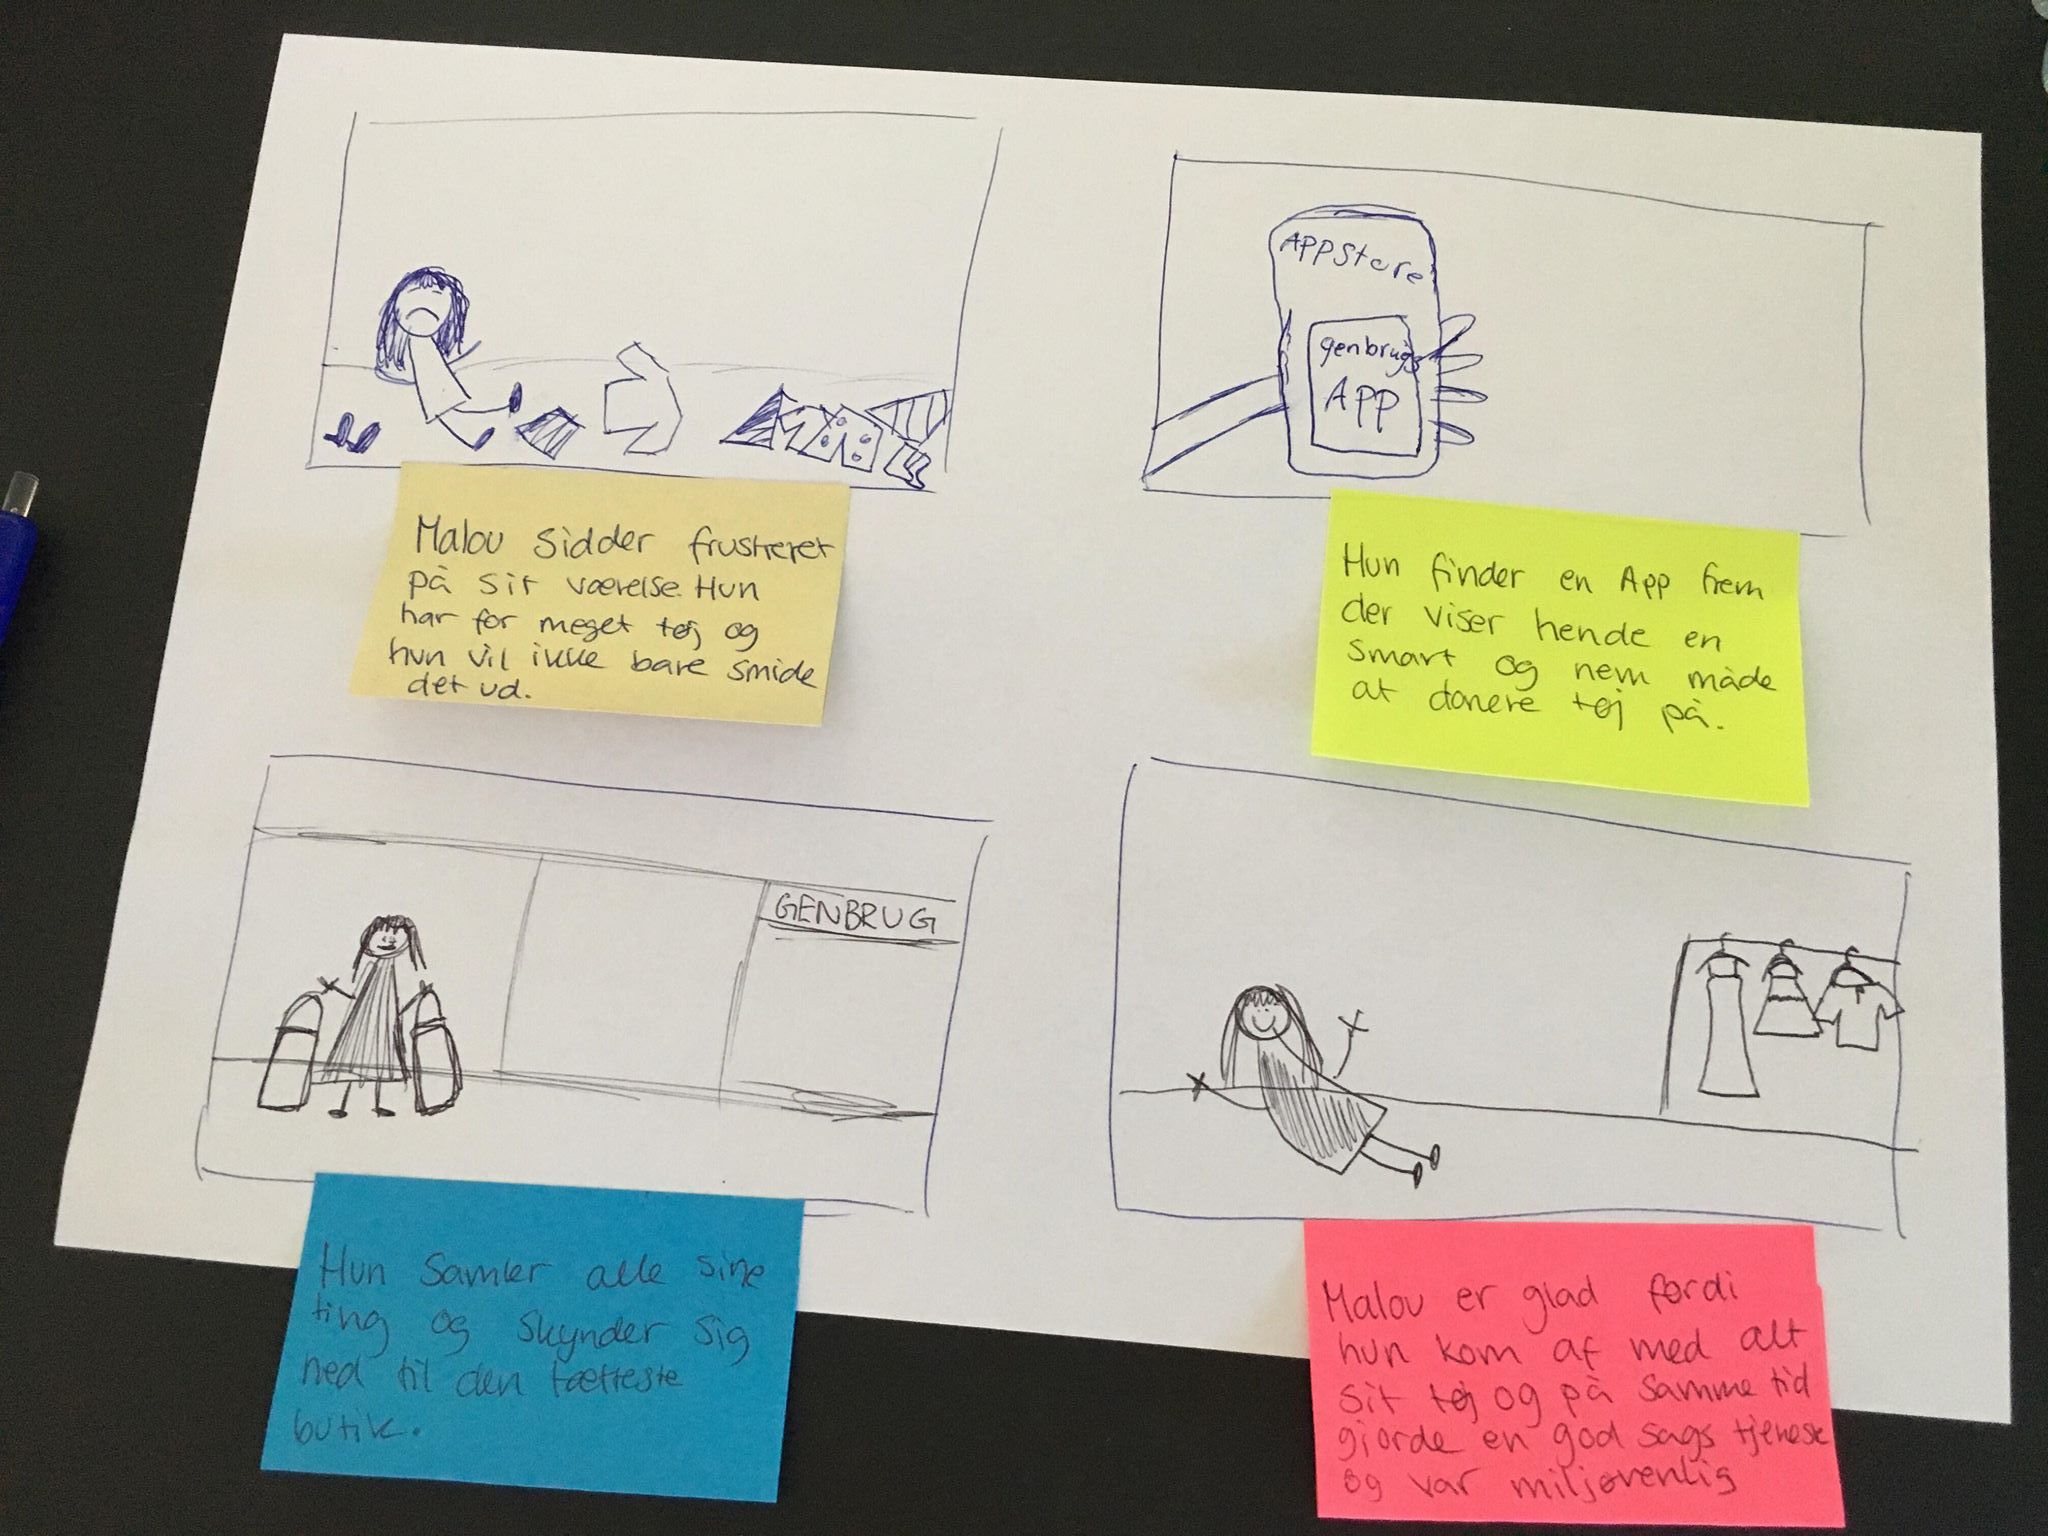 Malou sidder frustreret
på sit værelse. Hun
har for meget tøj og
hun vil ikke bare smide
det ud.
APPStore
genbrugs
APP
Hun finder en App frem
der viser hende en
smart og nem måde
at donere tøj på.
GENBRUG
Hun samler alle sine
ting og skynder sig
ned til den tætteste
butik.
Malou er glad fordi
hun kom af med alt
sit tøj og på samme tid
gjorde en god sags tjeneste
og var miljøvenlig